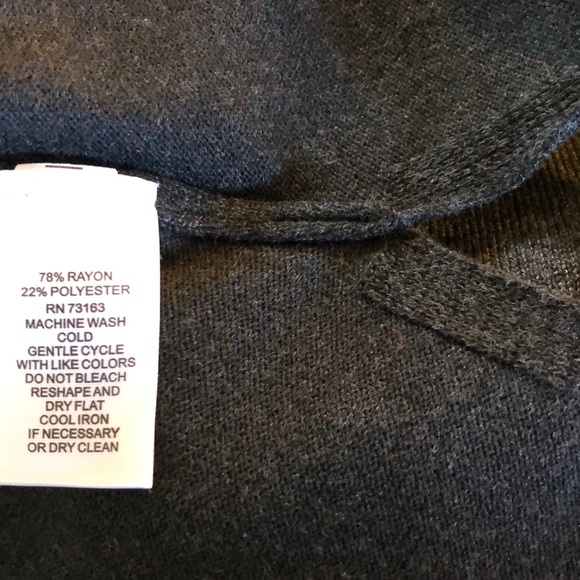 78% RAYON
22% POLYESTER
RN 73163
MACHINE WASH
COLD
GENTLE CYCLE
WITH LIKE COLORS
DO NOT BLEACH
RESHAPE AND
DRY FLAT
COOL IRON
IF NECESSARY
OR DRY CLEAN